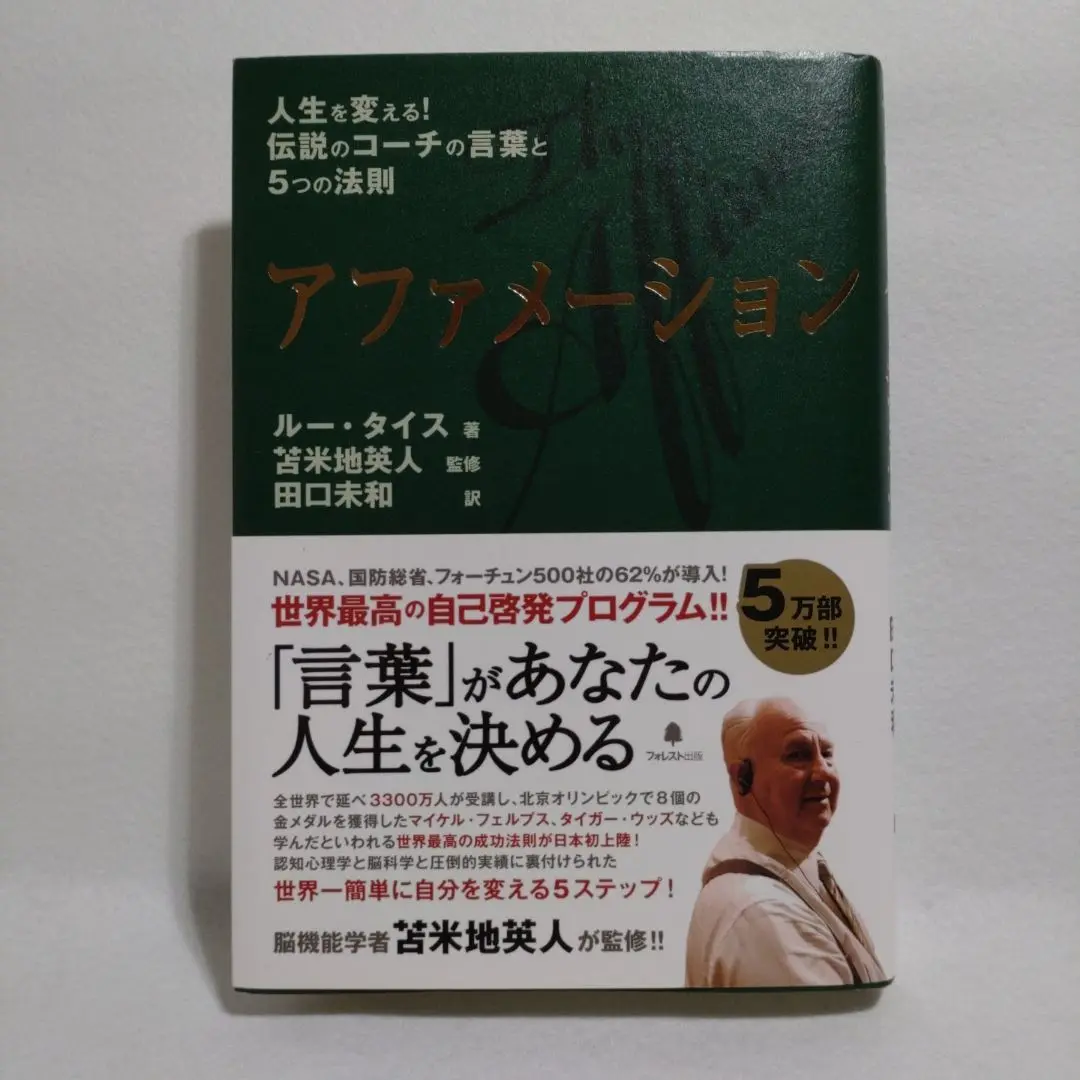 人生を変える!
伝説のコーチの言葉と
5つの法則
アファメーション
ルー・タイス 著
苫米地英人 監修
田口未和 訳
NASA、国防総省、フォーチュン500社の62%が導入!
世界最高の自己啓発プログラム!!
5万部
突破!!
「言葉」があなたの
人生を決める
フォレスト出版
全世界で延べ3300万人が受講し、北京オリンピックで8個の
金メダルを獲得したマイケル・フェルプス、タイガー・ウッズなども
学んだといわれる世界最高の成功法則が日本初上陸!
認知心理学と脳科学と圧倒的実績に裏付けられた
世界一簡単に自分を変える5ステップ!
脳機能学者 苫米地英人が監修!!